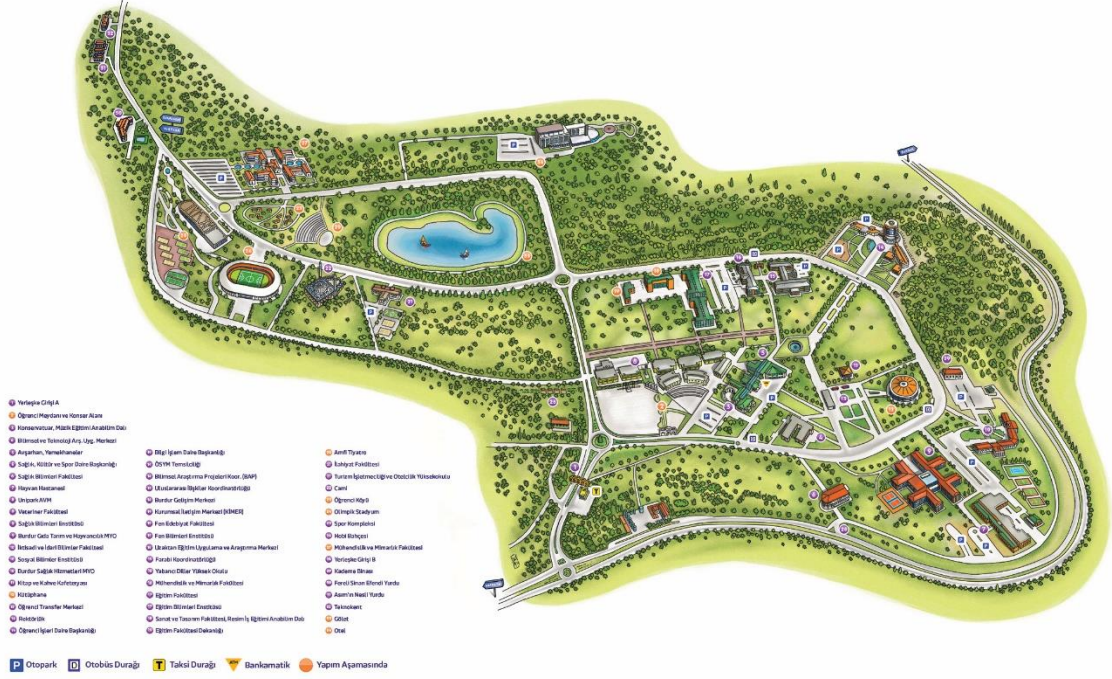 Yerleşke Girişi A
Öğrenci Meydanı ve Konser Alanı
Konservatuar, Müzik Eğitimi Anabilim Dalı
Bilimsel ve Teknoloji Arş. Uyg. Merkezi
Avşarhan, Yemekhaneler
Sağlık, Kültür ve Spor Daire Başkanlığı
Sağlık Bilimleri Fakültesi
Hayvan Hastanesi
Unipark AVM
Veteriner Fakültesi
Sağlık Bilimleri Enstitüsü
Burdur Gıda Tarım ve Hayvancılık MYO
İktisadi ve İdari Bilimler Fakültesi
Sosyal Bilimler Enstitüsü
Burdur Sağlık Hizmetleri MYO
Kitap ve Kahve Kafeteryası
Kütüphane
Öğrenci Transfer Merkezi
Rektörlük
Öğrenci İşleri Daire Başkanlığı
Bilgi İşlem Daire Başkanlığı
ÖSYM Temsilciliği
Bilimsel Araştırma Projeleri Koor. (BAP)
Uluslararası İlişkiler Koordinatörlüğü
Burdur Gelişim Merkezi
Kurumsal İletişim Merkezi (KİMER)
Fen Edebiyat Fakültesi
Fen Bilimleri Enstitüsü
Uzaktan Eğitim Uygulama ve Araştırma Merkezi
Farabi Koordinatörlüğü
Yabancı Diller Yüksek Okulu
Mühendislik ve Mimarlık Fakültesi
Eğitim Fakültesi
Eğitim Bilimleri Enstitüsü
Sanat ve Tasarım Fakültesi, Resim İş Eğitimi Anabilim Dalı
Eğitim Fakültesi Dekanlığı
Amfi Tiyatro
İlahiyat Fakültesi
Turizm İşletmeciliği ve Otelcilik Yüksekokulu
Cami
Öğrenci Köyü
Olimpik Stadyum
Spor Kompleksi
Hobi Bahçesi
Mühendislik ve Mimarlık Fakültesi
Yerleşke Girişi B
Kademe Binası
Fereli Sinan Efendi Yurdu
Asım'ın Nesli Yurdu
Teknokent
Gölet
Otel
P Otopark D Otobüs Durağı T Taksi Durağı ATM Bankamatik Yapım Aşamasında